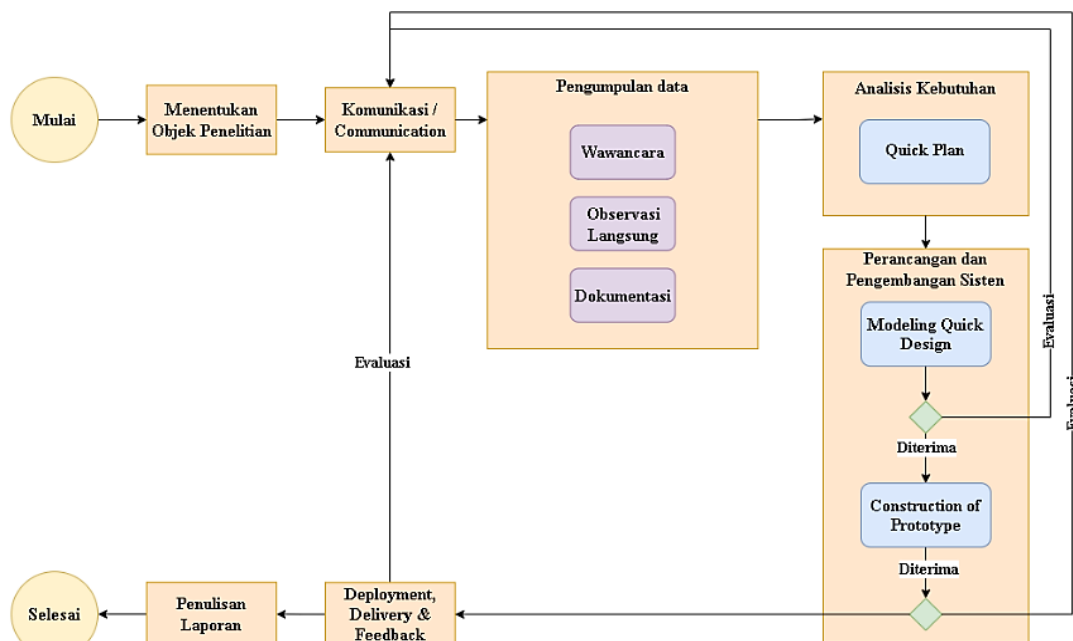 Mulai
Menentukan
Objek Penelitian
Komunikasi /
Communication
Pengumpulan data
Wawancara
Observasi
Langsung
Dokumentasi
Analisis Kebutuhan
Quick Plan
Perancangan dan
Pengembangan Sisten
Modeling Quick
Design
Diterima
Construction of
Prototype
Diterima
Evaluasi
Evaluasi
Evaluasi
Deployment,
Delivery &
Feedback
Penulisan
Laporan
Selesai